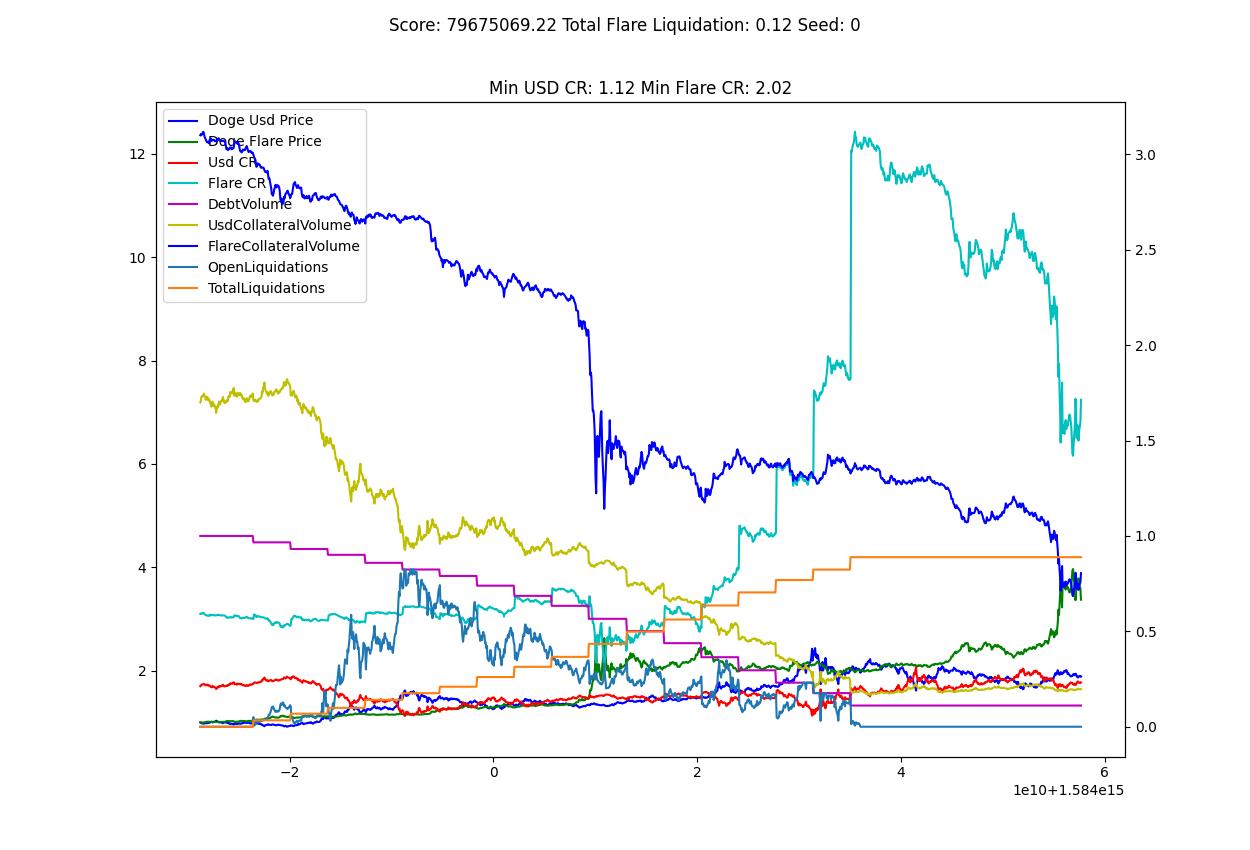 Score: 79675069.22 Total Flare Liquidation: 0.12 Seed: 0
Min USD CR: 1.12 Min Flare CR: 2.02
Doge Usd Price
Doge Flare Price
Usd CR
Flare CR
DebtVolume
UsdCollateralVolume
FlareCollateralVolume
OpenLiquidations
TotalLiquidations
12
10
8
6
4
2
3.0
2.5
2.0
1.5
1.0
0.5
0.0
−2
0
2
4
6
1e10+1.584e15